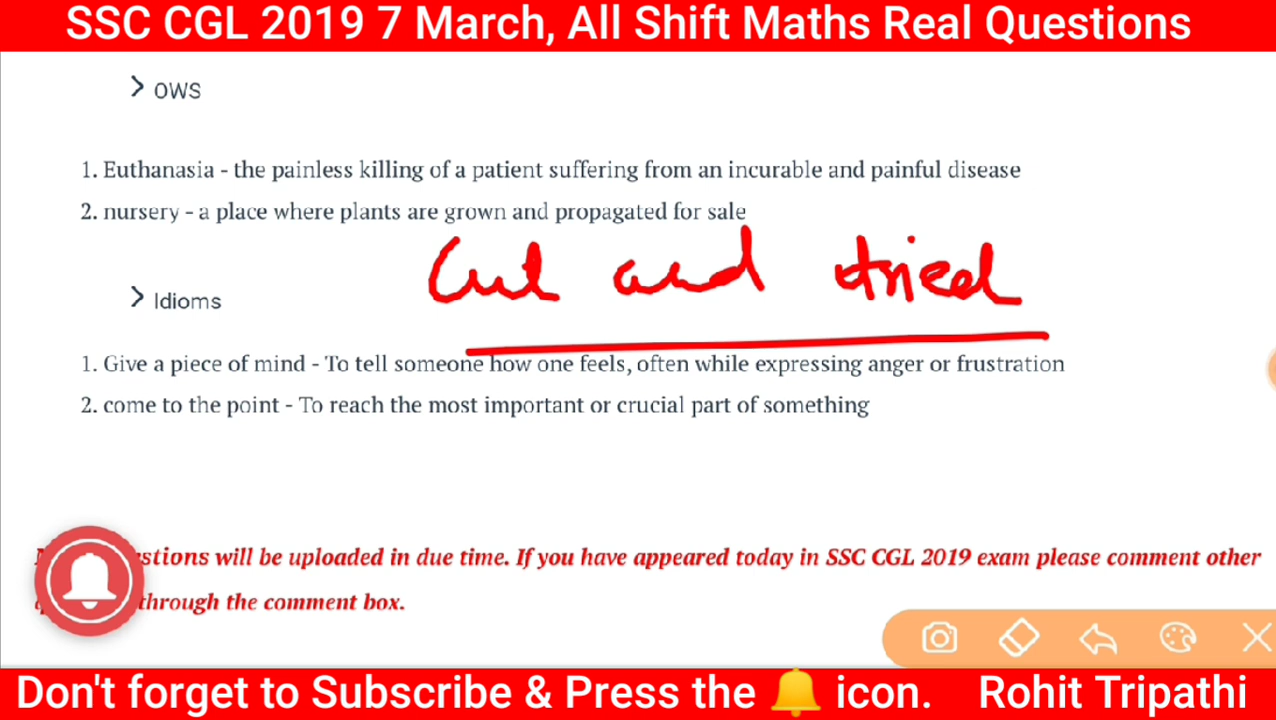 SSC CGL 2019 7 March, All Shift Maths Real Questions
> ows
1. Euthanasia - the painless killing of a patient suffering from an incurable and painful disease
2. nursery - a place where plants are grown and propagated for sale
Cut and dried
> Idioms
1. Give a piece of mind - To tell someone how one feels, often while expressing anger or frustration
2. come to the point - To reach the most important or crucial part of something
will be uploaded in due time. If you have appeared today in SSC CGL 2019 exam please comment other
through the comment box.
Don't forget to Subscribe & Press the 🔔 icon. Rohit Tripathi